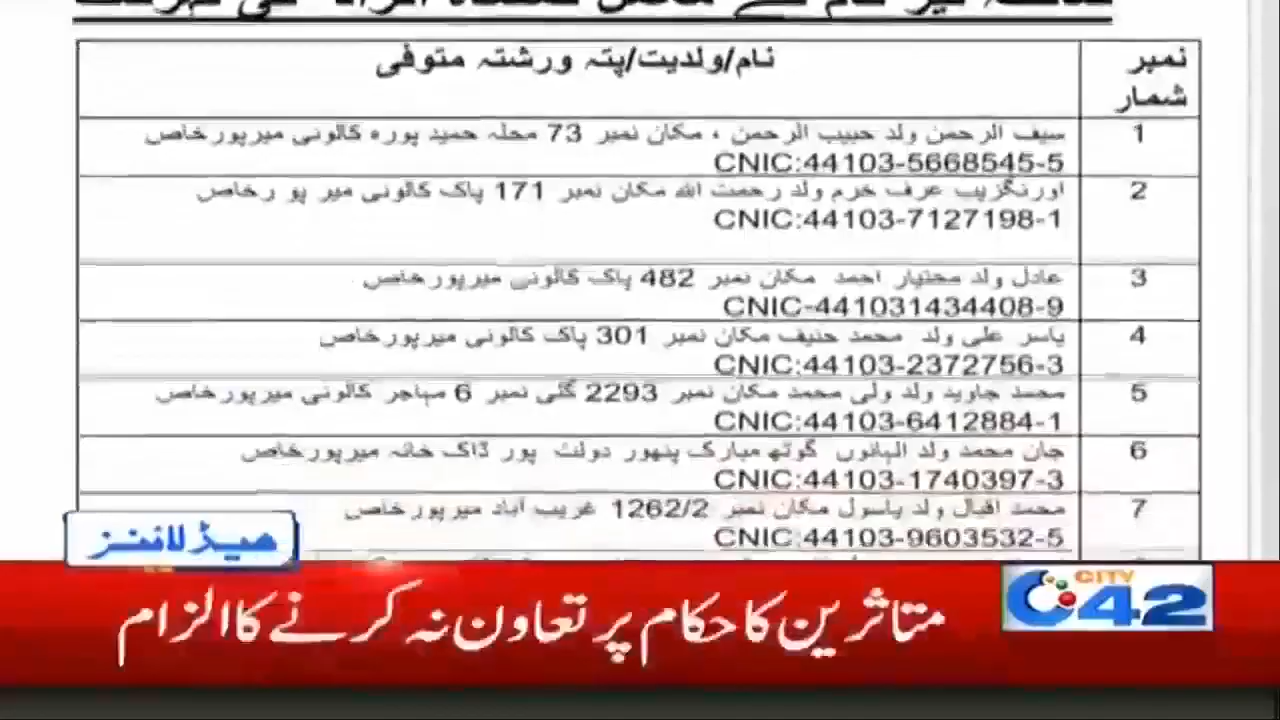 نمبر شمار
نام/ولدیت/پتہ ورشتہ متوفی
1
سیف الرحمن ولد حبیب الرحمن ، مکان نمبر 73 محلہ حمید پورہ کالونی میرپورخاص
CNIC:44103-5668545-5
2
اورنگزیب عرف خرم ولد رحمت اللہ مکان نمبر 171 پاک کالونی میر پو رخاص
CNIC:44103-7127198-1
3
عادل ولد مختیار احمد مکان نمبر 482 پاک کالونی میرپورخاص
CNIC-441031434408-9
4
یاسر علی ولد محمد حنیف مکان نمبر 301 پاک کالونی میرپورخاص
CNIC:44103-2372756-3
5
محمد جاوید ولد ولی محمد مکان نمبر 2293 گلی نمبر 6 مہاجر کالونی میرپورخاص
CNIC:44103-6412884-1
6
جان محمد ولد الہانوں گوٹھ مبارک پنہور دولت پور ڈاک خانہ میرپورخاص
CNIC:44103-1740397-3
7
محمد اقبال ولد یاسول مکان نمبر 1262/2 غریب آباد میرپورخاص
CNIC:44103-9603532-5
ہیڈلائنز
CITY
42
متاثرین کا حکام پر تعاون نہ کرنے کا الزام